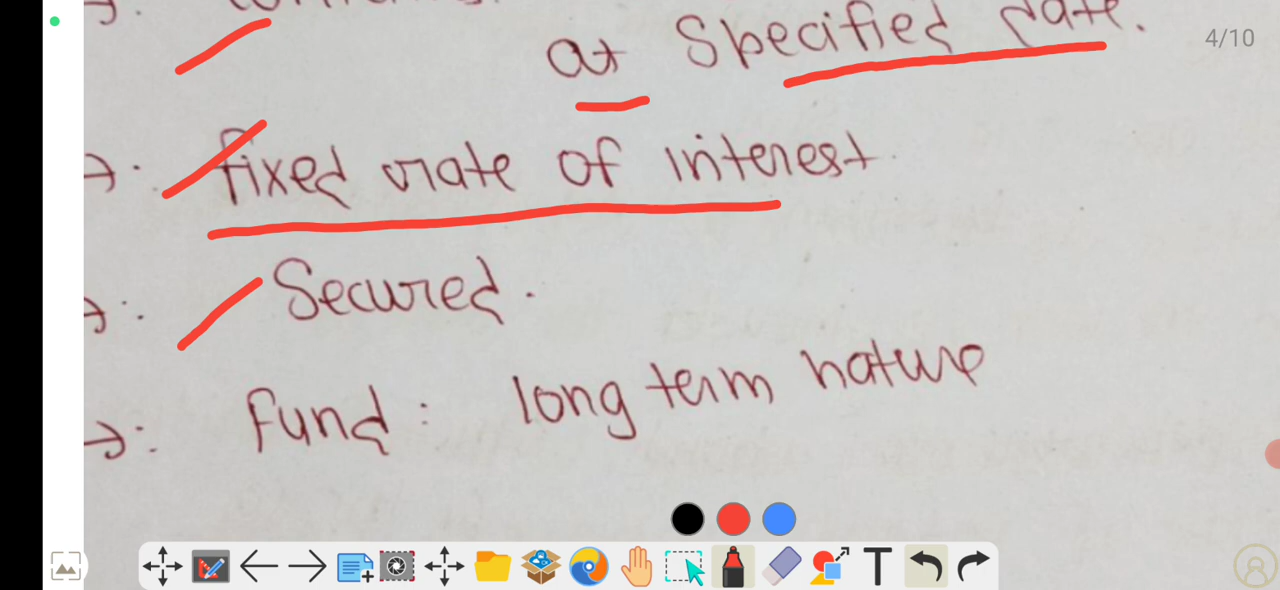 at Specified rate.
4/10
→. fixed rate of interest.
→. Secured.
→: Fund: long term nature
T